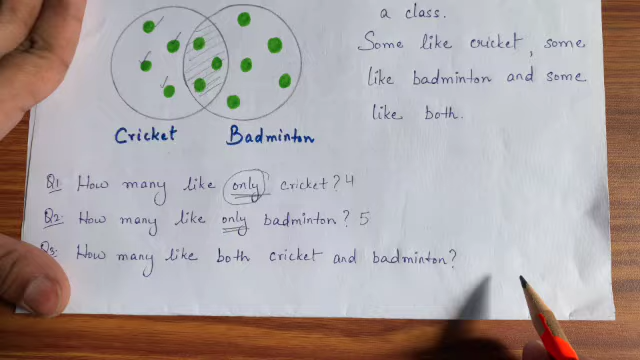 a class.
Some like cricket, some
like badminton and some
like both.
Cricket Badminton
Q1: How many like only cricket? 4
Q2: How many like only badminton? 5
Q3: How many like both cricket and badminton?